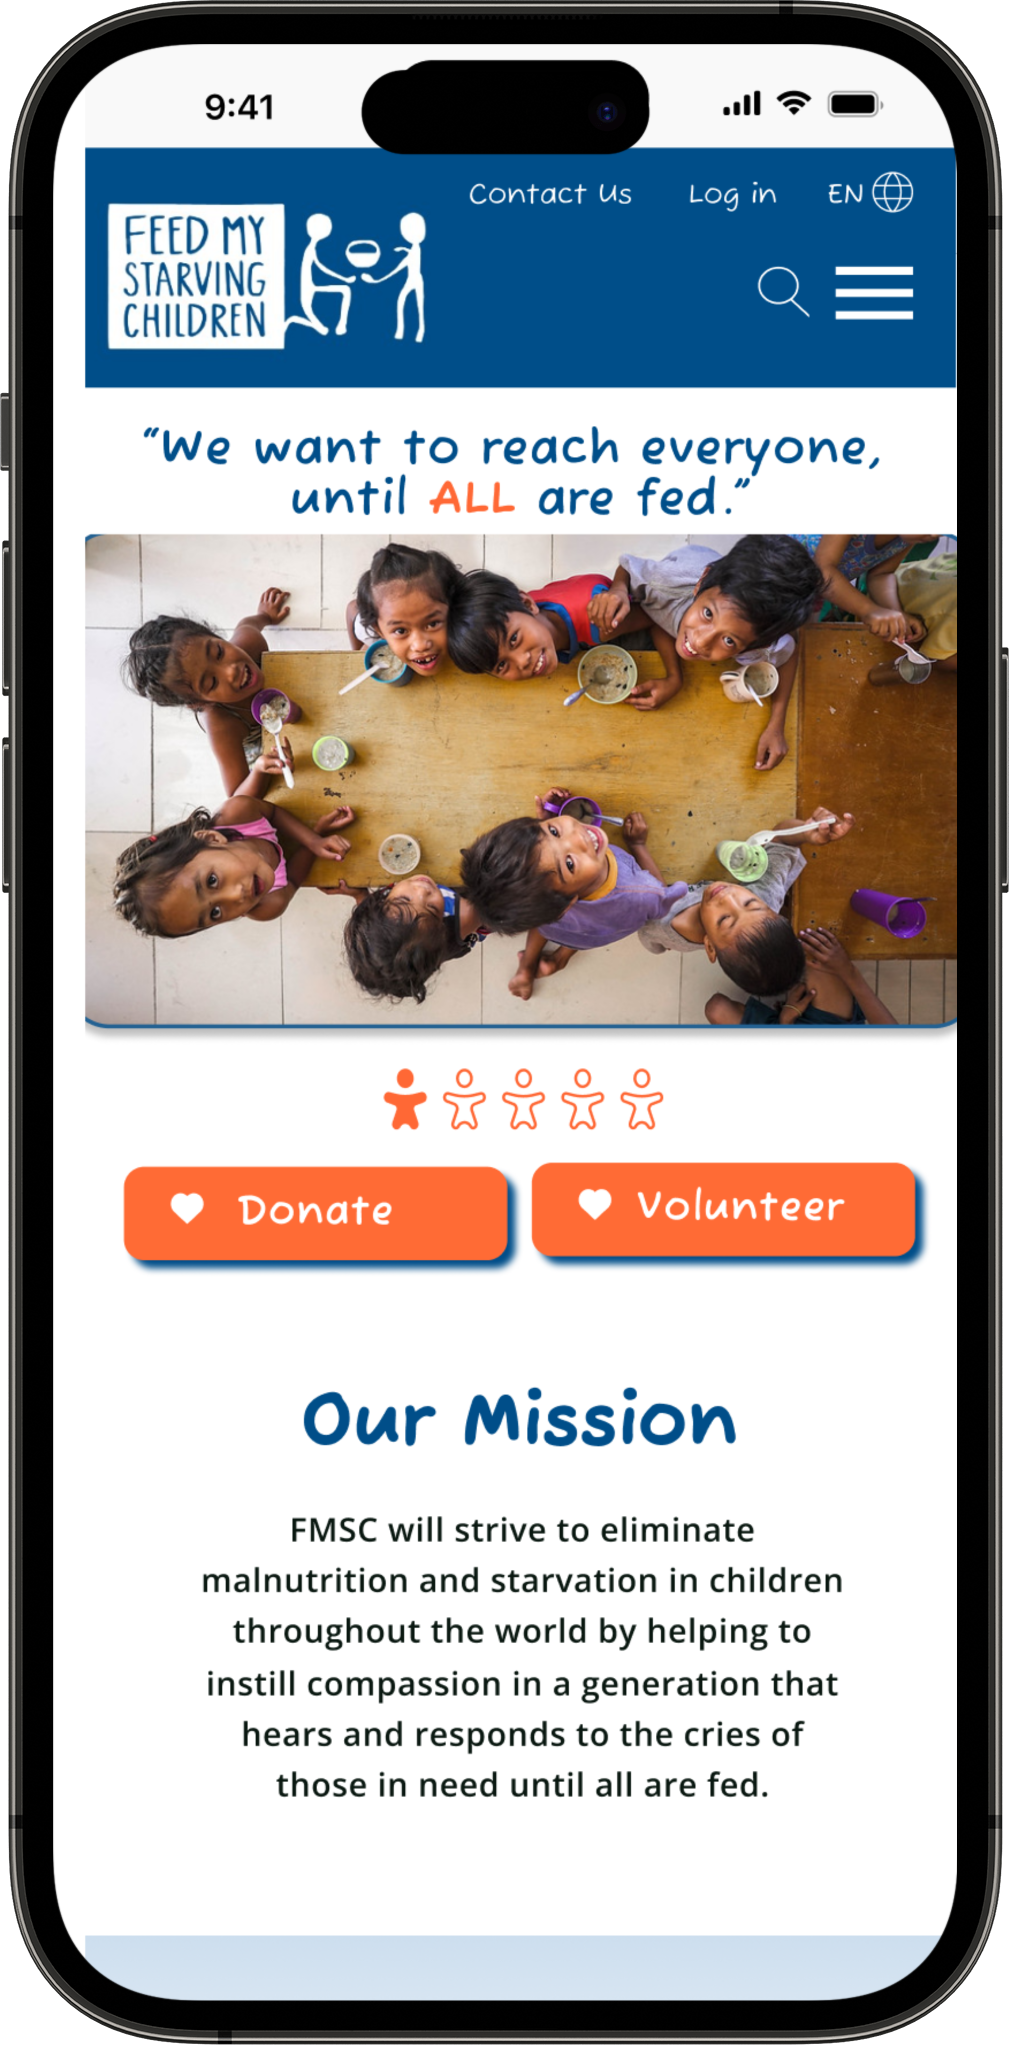 9:41
Contact Us
Log in
EN
FEED MY
STARVING
CHILDREN
“We want to reach everyone,
until ALL are fed.”
Donate
Volunteer
Our Mission
FMSC will strive to eliminate
malnutrition and starvation in children
throughout the world by helping to
instill compassion in a generation that
hears and responds to the cries of
those in need until all are fed.